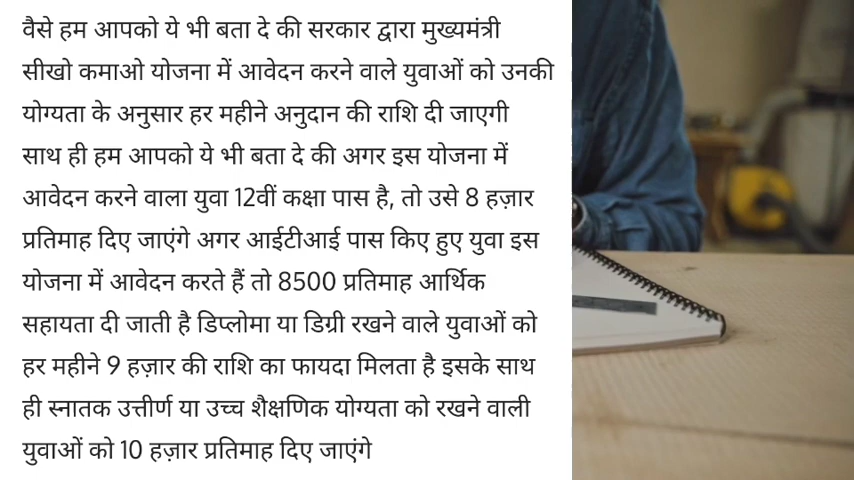 वैसे हम आपको ये भी बता दे की सरकार द्वारा मुख्यमंत्री
सीखो कमाओ योजना में आवेदन करने वाले युवाओं को उनकी
योग्यता के अनुसार हर महीने अनुदान की राशि दी जाएगी
साथ ही हम आपको ये भी बता दे की अगर इस योजना में
आवेदन करने वाला युवा 12वीं कक्षा पास है, तो उसे 8 हज़ार
प्रतिमाह दिए जाएंगे अगर आईटीआई पास किए हुए युवा इस
योजना में आवेदन करते हैं तो 8500 प्रतिमाह आर्थिक
सहायता दी जाती है डिप्लोमा या डिग्री रखने वाले युवाओं को
हर महीने 9 हज़ार की राशि का फायदा मिलता है इसके साथ
ही स्नातक उत्तीर्ण या उच्च शैक्षणिक योग्यता को रखने वाली
युवाओं को 10 हज़ार प्रतिमाह दिए जाएंगे